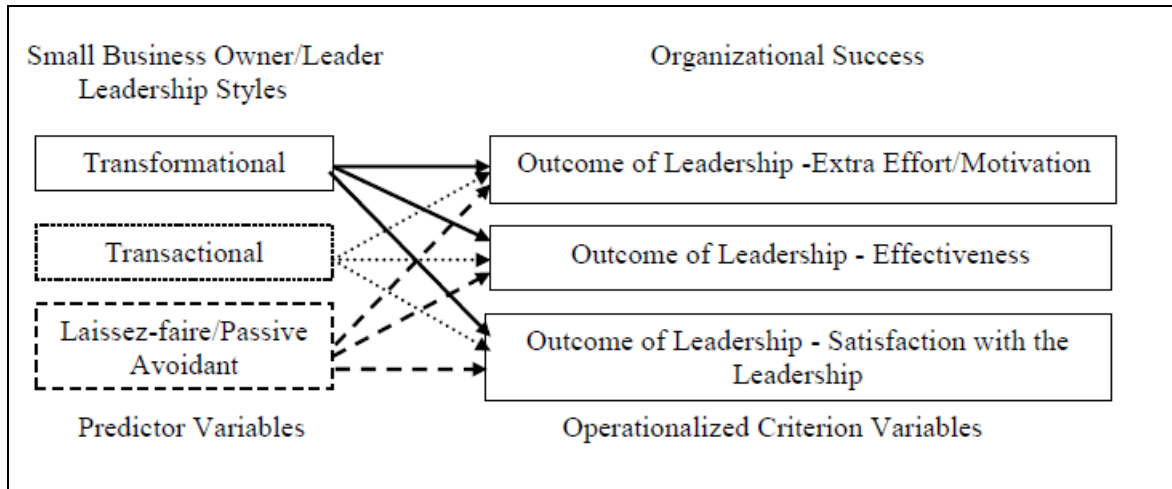 Small Business Owner/Leader
Leadership Styles
Organizational Success
Transformational
Outcome of Leadership -Extra Effort/Motivation
Transactional
Outcome of Leadership - Effectiveness
Laissez-faire/Passive
Avoidant
Outcome of Leadership - Satisfaction with the
Leadership
Predictor Variables
Operationalized Criterion Variables